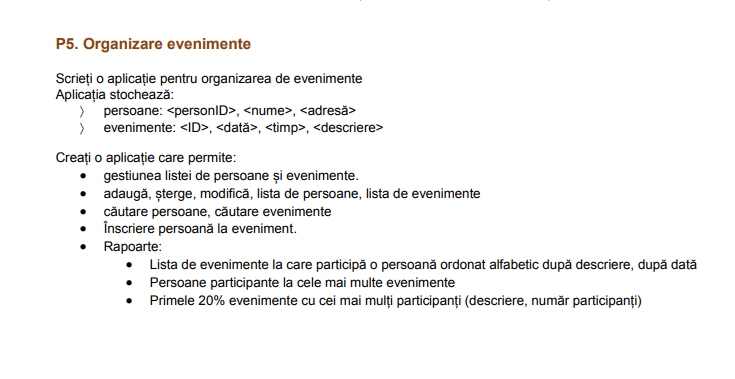 P5. Organizare evenimente
Scrieți o aplicație pentru organizarea de evenimente
Aplicația stochează:
〉 persoane: <personID>, <nume>, <adresă>
〉 evenimente: <ID>, <dată>, <timp>, <descriere>
Creați o aplicație care permite:
• gestiunea listei de persoane și evenimente.
• adaugă, șterge, modifică, lista de persoane, lista de evenimente
• căutare persoane, căutare evenimente
• Înscriere persoană la eveniment.
• Rapoarte:
• Lista de evenimente la care participă o persoană ordonat alfabetic după descriere, după dată
• Persoane participante la cele mai multe evenimente
• Primele 20% evenimente cu cei mai mulți participanți (descriere, număr participanți)